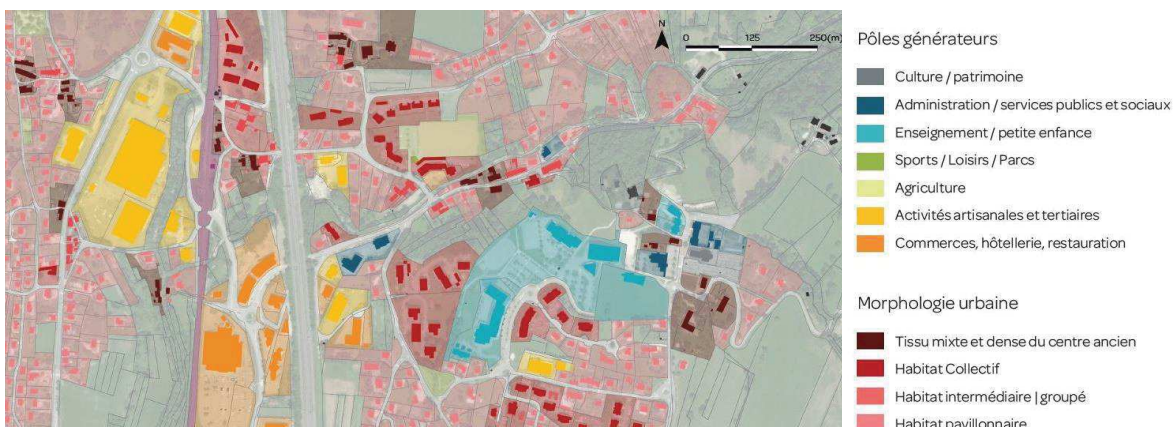 N
0 125 250(m)
Pôles générateurs
Culture / patrimoine
Administration / services publics et sociaux
Enseignement / petite enfance
Sports / Loisirs / Parcs
Agriculture
Activités artisanales et tertiaires
Commerces, hôtellerie, restauration
Morphologie urbaine
Tissu mixte et dense du centre ancien
Habitat Collectif
Habitat intermédiaire | groupé
Habitat pavillonnaire